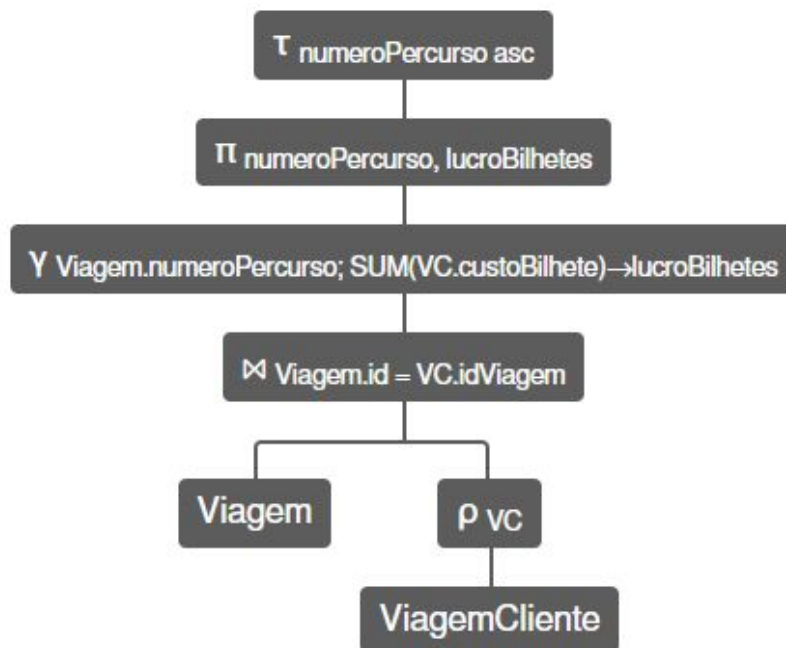 τ numeroPercurso asc
π numeroPercurso, lucroBilhetes
γ Viagem.numeroPercurso; SUM(VC.custoBilhete)→lucroBilhetes
⋈ Viagem.id = VC.idViagem
Viagem
ρ VC
ViagemCliente